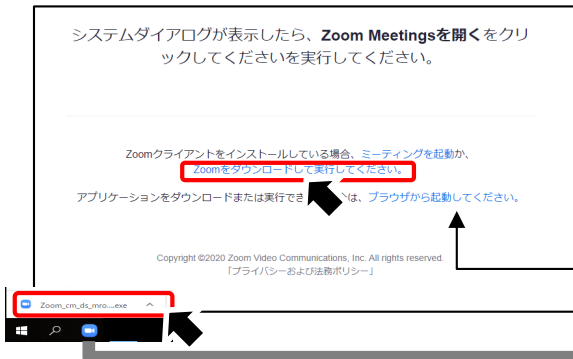 システムダイアログが表示したら、Zoom Meetingsを開くをクリ
ックしてくださいを実行してください。
Zoomクライアントをインストールしている場合、ミーティングを起動か、
Zoomをダウンロードして実行してください。
アプリケーションをダウンロードまたは実行でき は、ブラウザから起動してください。
Copyright ©2020 Zoom Video Communications, Inc. All rights reserved.
「プライバシーおよび法務ポリシー」
Zoom_cm_ds_mro....exe